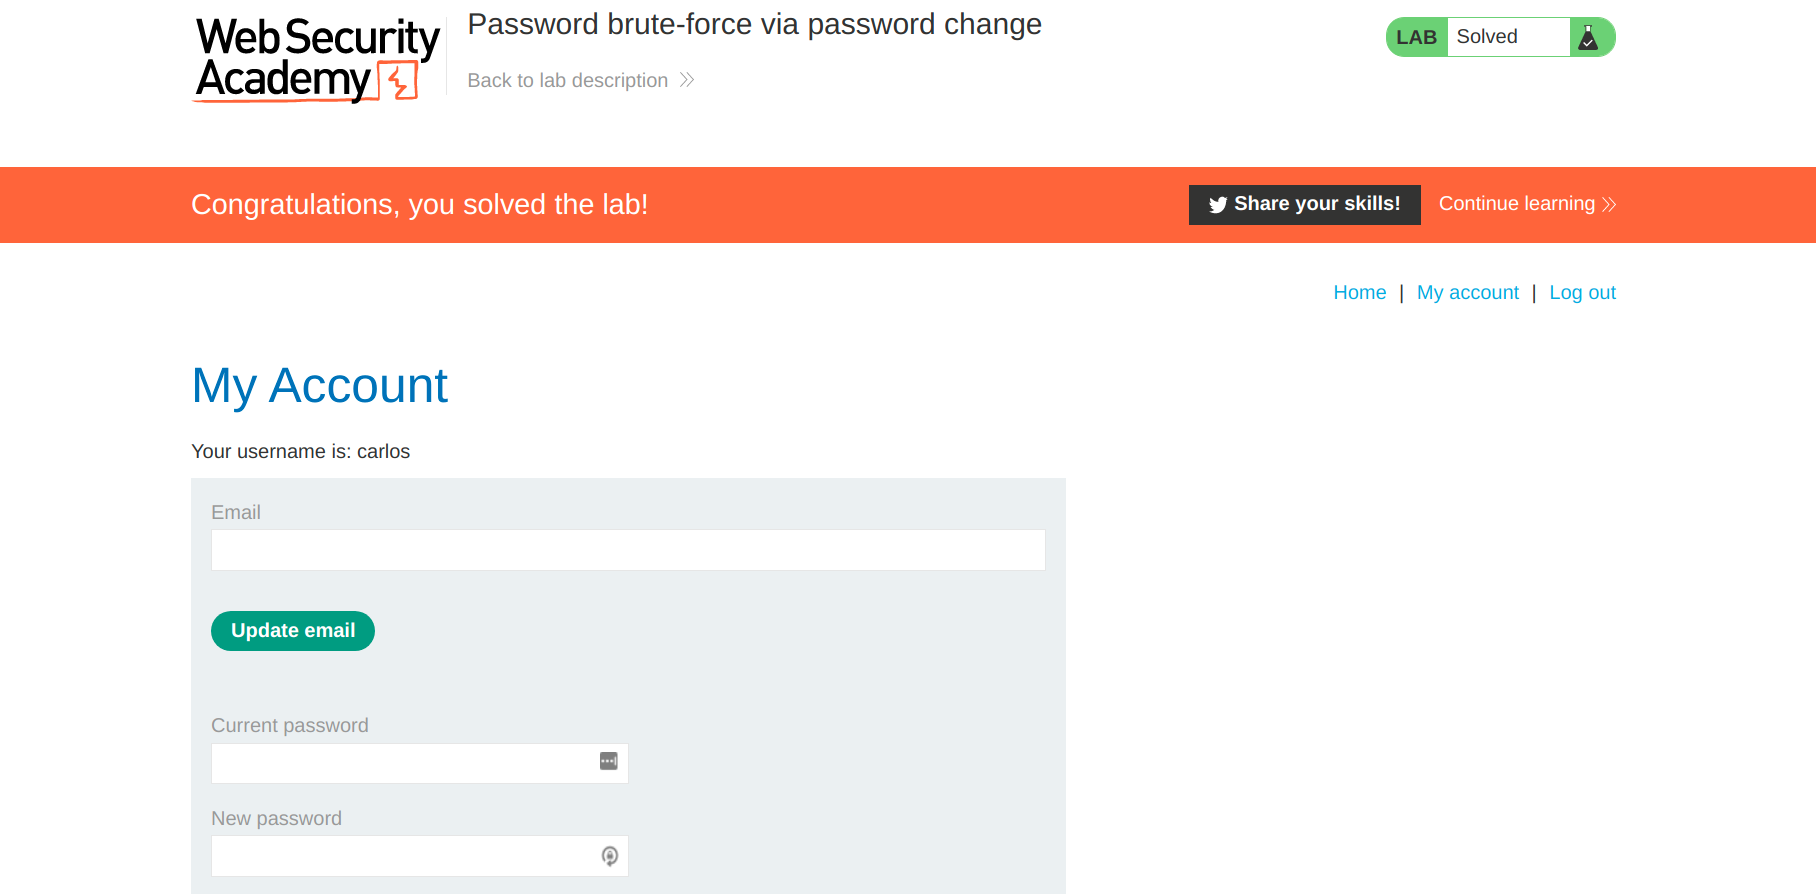 Web Security
Academy
Password brute-force via password change
Back to lab description
LAB Solved
Congratulations, you solved the lab!
Share your skills!
Continue learning
Home | My account | Log out
My Account
Your username is: carlos
Email
Update email
Current password
New password